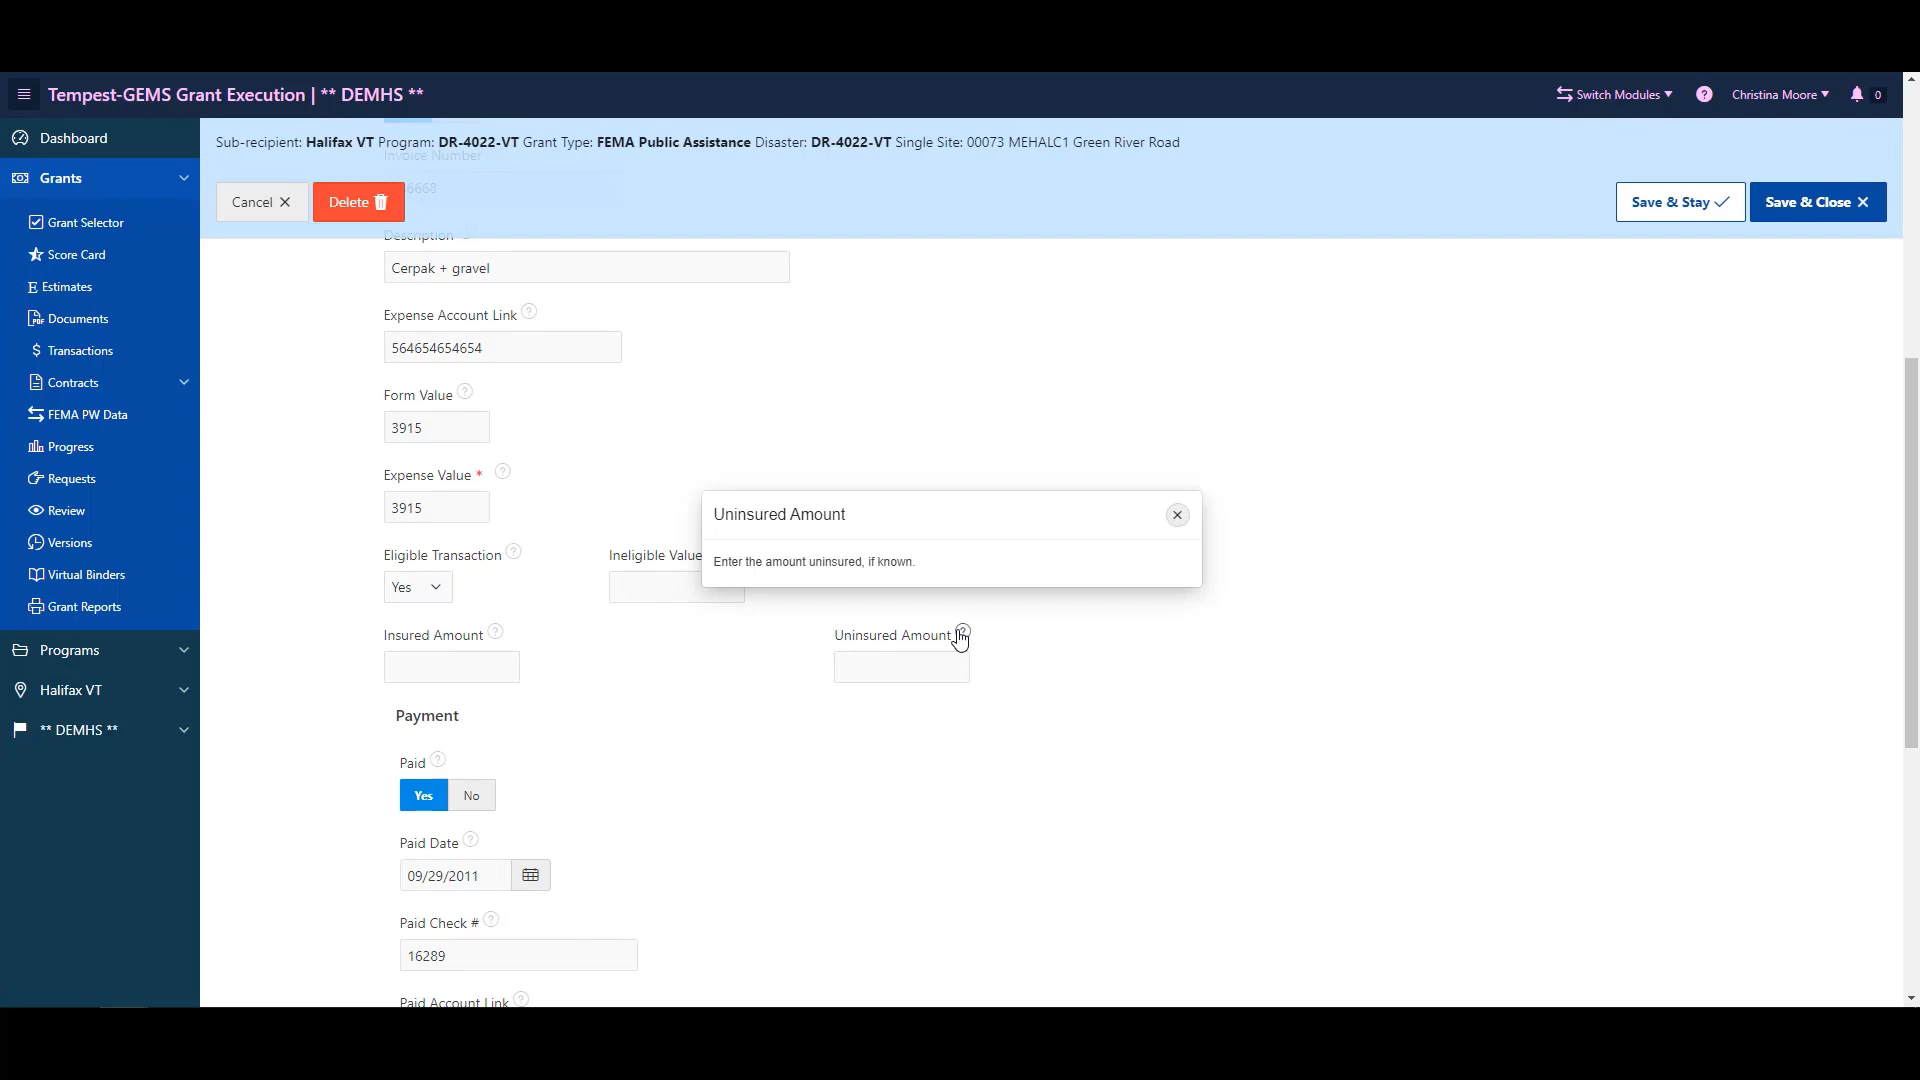 Tempest-GEMS Grant Execution | ** DEMHS **
Switch Modules
?
Christina Moore
0
Dashboard
Grants
Grant Selector
Score Card
Estimates
Documents
Transactions
Contracts
FEMA PW Data
Progress
Requests
Review
Versions
Virtual Binders
Grant Reports
Programs
Halifax VT
** DEMHS **
Sub-recipient: Halifax VT Program: DR-4022-VT Grant Type: FEMA Public Assistance Disaster: DR-4022-VT Single Site: 00073 MEHALC1 Green River Road
Invoice Number
6668
Cancel
Delete
Save & Stay
Save & Close
Description
Cerpak + gravel
Expense Account Link ?
564654654654
Form Value ?
3915
Expense Value * ?
3915
Eligible Transaction ?
Yes
Ineligible Value
Uninsured Amount
Enter the amount uninsured, if known.
Insured Amount ?
Uninsured Amount ?
Payment
Paid ?
Yes No
Paid Date ?
09/29/2011
Paid Check # ?
16289
Paid Account Link ?